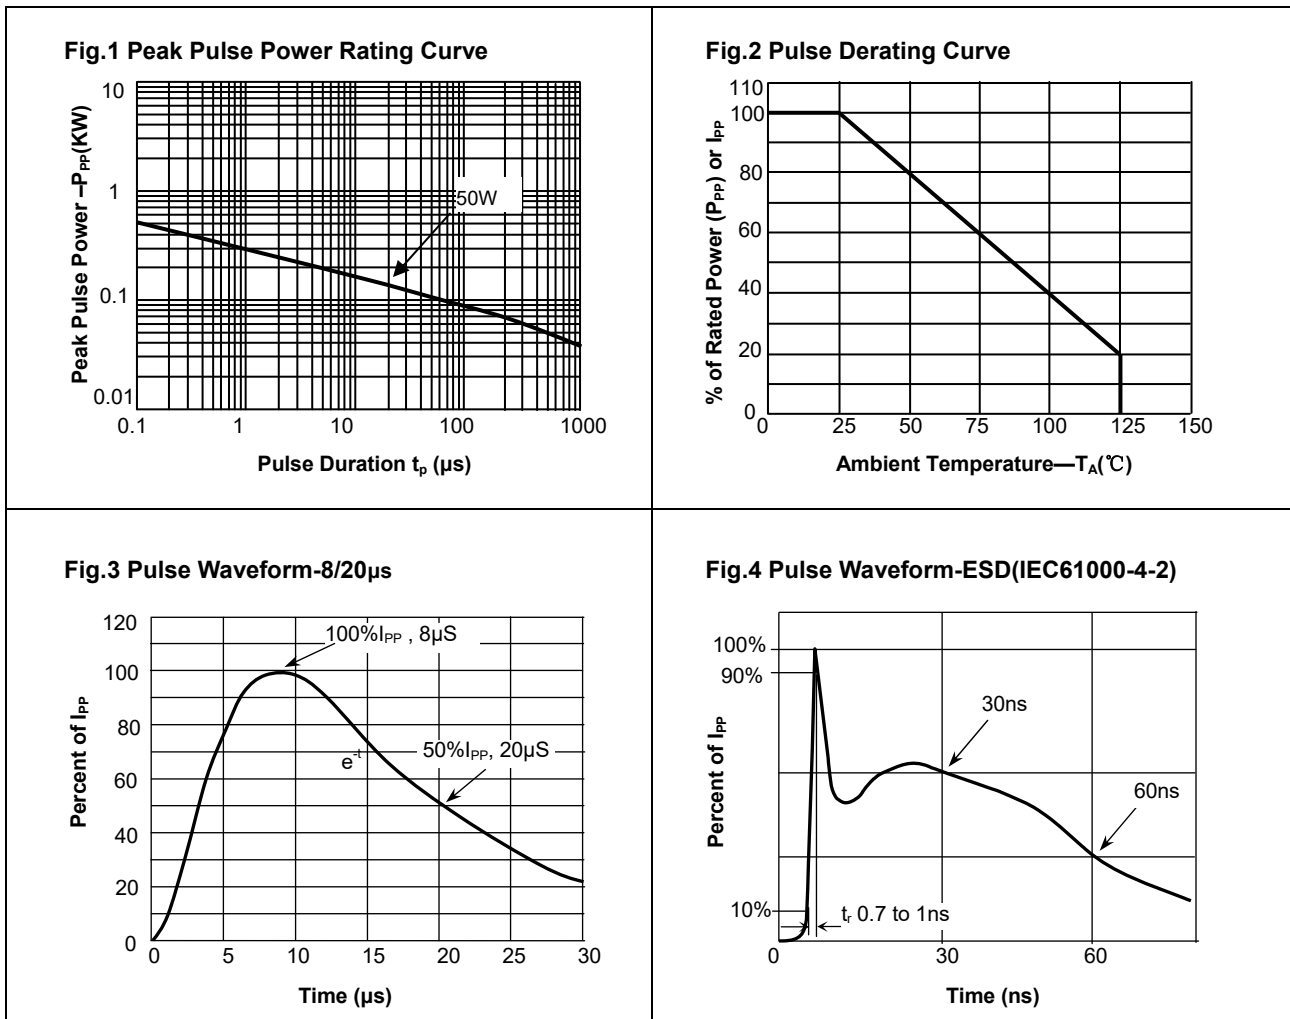 Fig.1 Peak Pulse Power Rating Curve
Peak Pulse Power –PPP(KW)
10
1
0.1
0.01
50W
0.1 1 10 100 1000
Pulse Duration tp (µs)
Fig.2 Pulse Derating Curve
% of Rated Power (PPP) or IPP
110
100
80
60
40
20
0
0 25 50 75 100 125 150
Ambient Temperature—TA(℃)
Fig.3 Pulse Waveform-8/20µs
Percent of IPP
120
100
80
60
40
20
0
100%IPP , 8µS
e-t
50%IPP, 20µS
0 5 10 15 20 25 30
Time (µs)
Fig.4 Pulse Waveform-ESD(IEC61000-4-2)
Percent of IPP
100%
90%
10%
30ns
60ns
tr 0.7 to 1ns
30 60
Time (ns)